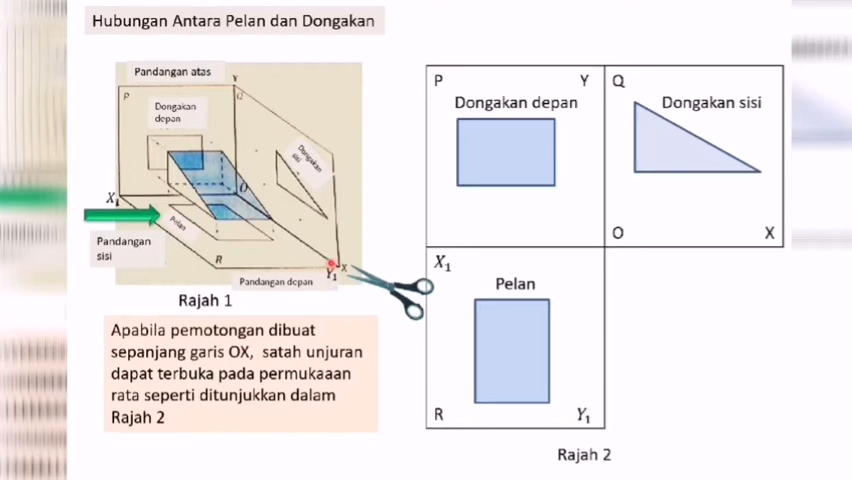 Hubungan Antara Pelan dan Dongakan
Pandangan atas
Y
P
Q
Dongakan
depan
Dongakan
sisi
X₁
O
Pelan
Pandangan
sisi
R
X
Y₁
Pandangan depan
Rajah 1
Apabila pemotongan dibuat
sepanjang garis OX, satah unjuran
dapat terbuka pada permukaaan
rata seperti ditunjukkan dalam
Rajah 2
P
Y
Q
Dongakan depan
Dongakan sisi
O
X
X₁
Pelan
R
Y₁
Rajah 2